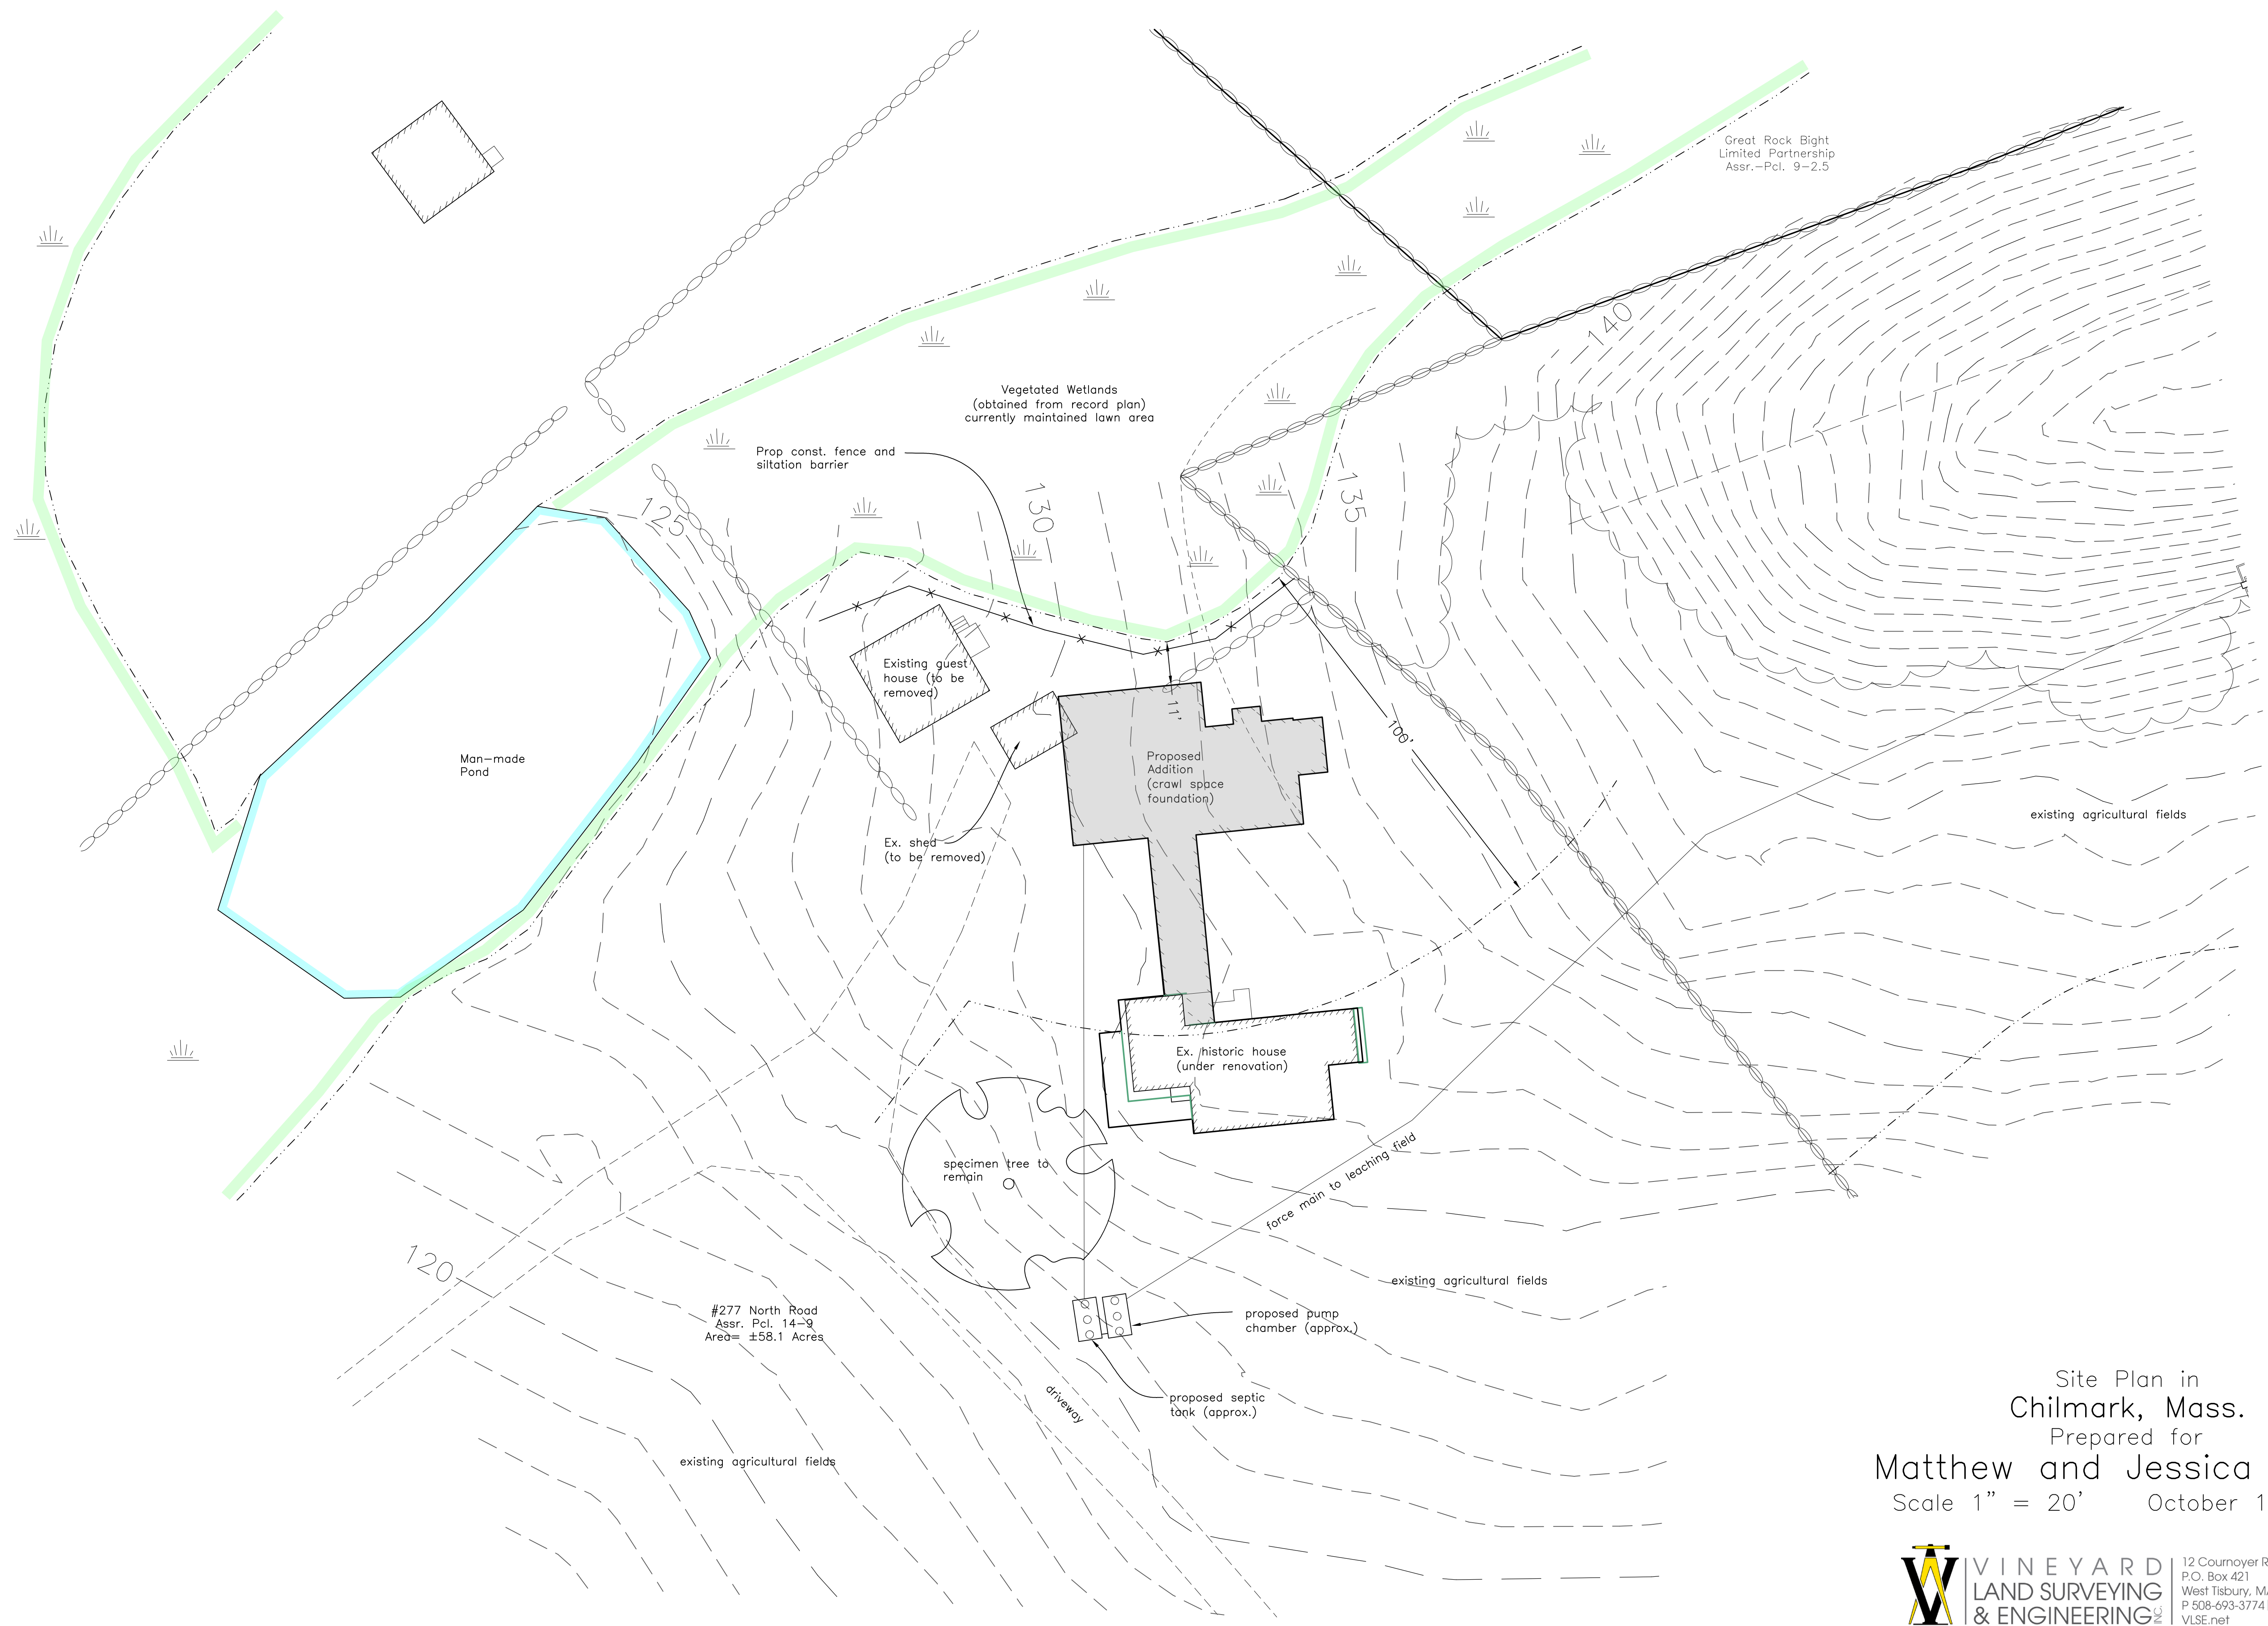 Great Rock Bight
Limited Partnership
Assr.-Pcl. 9-2.5
140
Vegetated Wetlands
(obtained from record plan)
currently maintained lawn area
Prop const. fence and
siltation barrier
125
130
135
Existing guest
house (to be
removed)
11'
100'
Man-made
Pond
Proposed
Addition
(crawl space
foundation)
existing agricultural fields
Ex. shed
(to be removed)
Ex. historic house
(under renovation)
specimen tree to
remain
force main to leaching field
120
existing agricultural fields
#277 North Road
Assr. Pcl. 14-9
Area= ±58.1 Acres
proposed pump
chamber (approx.)
proposed septic
tank (approx.)
driveway
existing agricultural fields
Site Plan in
Chilmark, Mass.
Prepared for
Matthew and Jessica
Scale 1" = 20' October 1
VINEYARD
LAND SURVEYING
& ENGINEERING INC.
12 Cournoyer R
P.O. Box 421
West Tisbury, MA
P 508-693-3774
VLSE.net